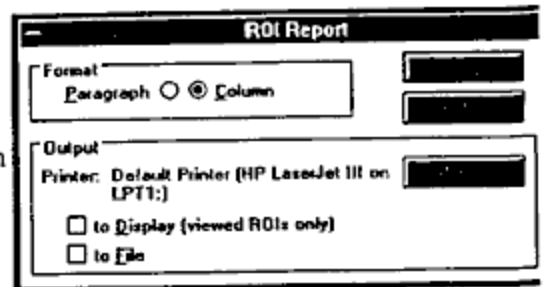 ROI Report
Format
Paragraph Column
Output
Printer: Default Printer (HP LaserJet III on
LPT1:)
to Display (viewed ROIs only)
to File